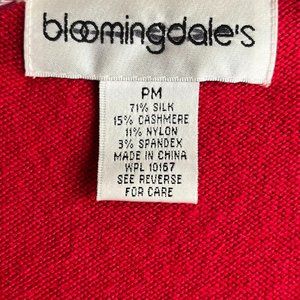 bloomingdale's
PM
71% SILK
15% CASHMERE
11% NYLON
3% SPANDEX
MADE IN CHINA
WPL 10167
SEE REVERSE
FOR CARE